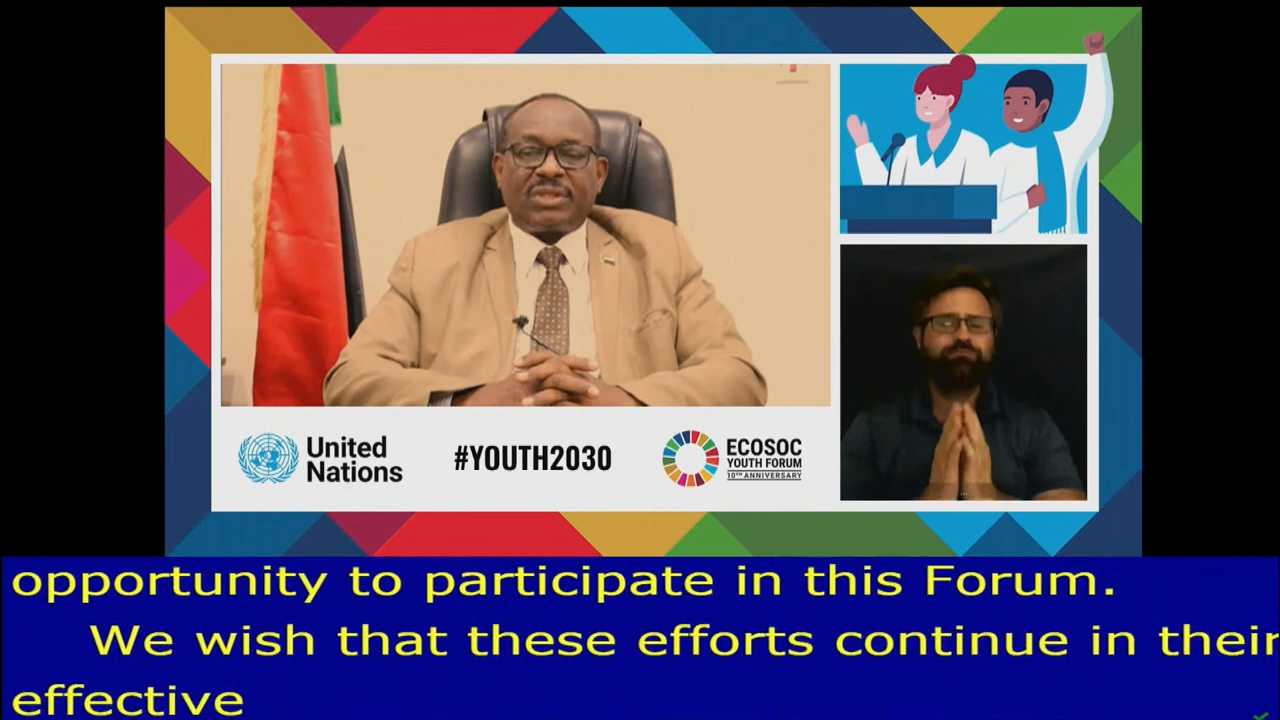 United
Nations
#YOUTH2030
ECOSOC
YOUTH FORUM
10TH ANNIVERSARY
opportunity to participate in this Forum.
We wish that these efforts continue in their
effective